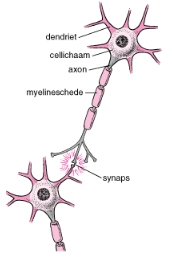 dendriet
cellichaam
axon
myelineschede
synaps